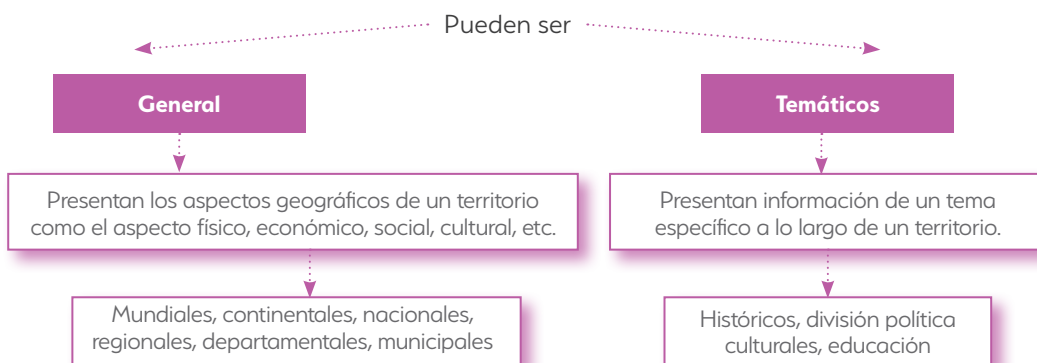 Pueden ser
General
Temáticos
Presentan los aspectos geográficos de un territorio
como el aspecto físico, económico, social, cultural, etc.
Presentan información de un tema
específico a lo largo de un territorio.
Mundiales, continentales, nacionales,
regionales, departamentales, municipales
Históricos, división política
culturales, educación